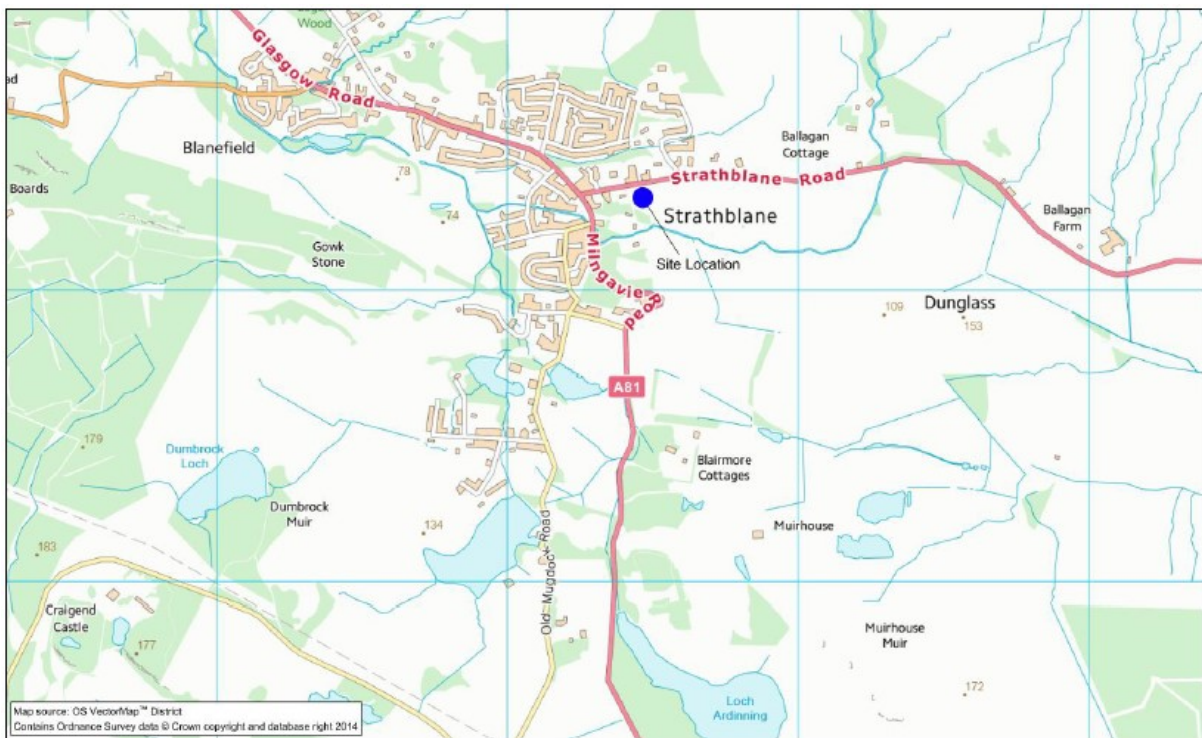 Wood
Glasgow Road
Blanefield
Boards
78
74
Gowk
Stone
Ballagan
Cottage
Strathblane Road
Strathblane
Site Location
Milngavie Road
Ballagan
Farm
Dunglass
109
153
A81
179
Dumbrock
Loch
Dumbrock
Muir
134
Blairmore
Cottages
Muirhouse
183
Old Mugdock Road
Craigend
Castle
177
Muirhouse
Muir
172
Loch
Ardinning
Map source: OS VectorMap™ District
Contains Ordnance Survey data © Crown copyright and database right 2014